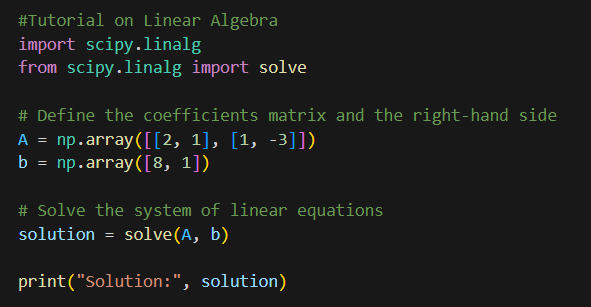 #Tutorial on Linear Algebra
import scipy.linalg
from scipy.linalg import solve
# Define the coefficients matrix and the right-hand side
A = np.array([[2, 1], [1, -3]])
b = np.array([8, 1])
# Solve the system of linear equations
solution = solve(A, b)
print("Solution:", solution)